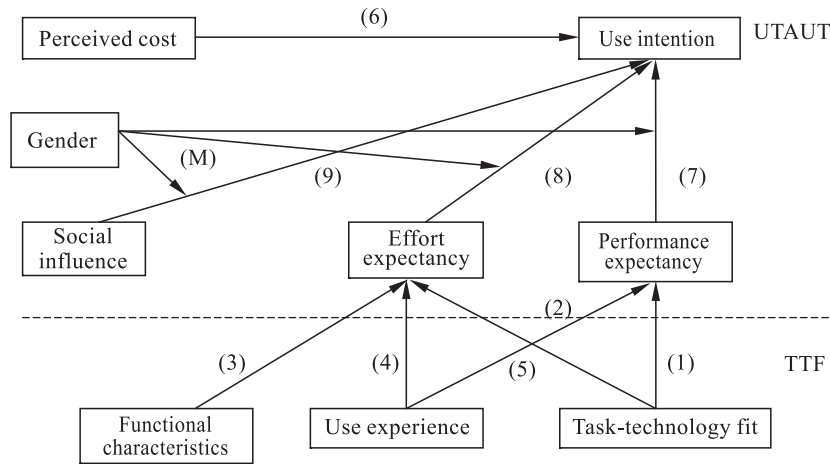 (6)
Perceived cost
Use intention
UTAUT
Gender
(M)
(9)
(8)
(7)
Social
influence
Effort
expectancy
Performance
expectancy
(2)
(3)
(4)
(5)
(1)
TTF
Functional
characteristics
Use experience
Task-technology fit